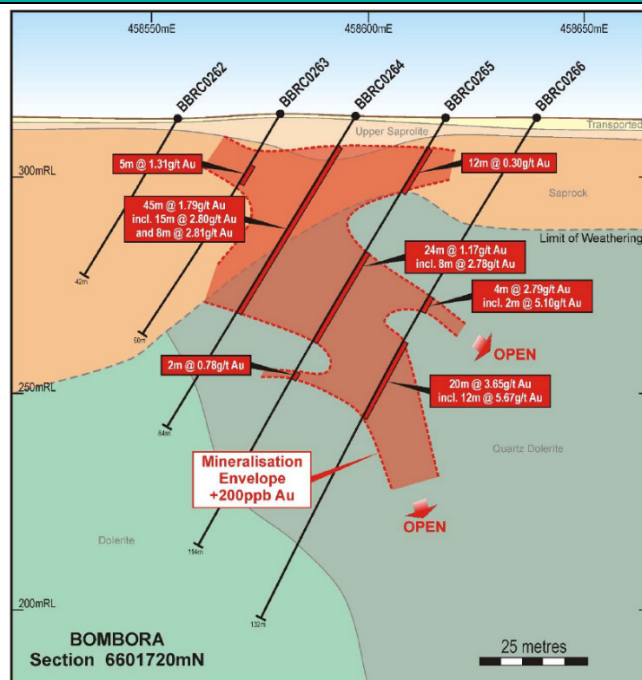 458550mE
458600mE
458650mE
BBRC0262
BBRC0263
BBRC0264
BBRC0265
BBRC0266
Transported
Upper Saprolite
300mRL
5m @ 1.31g/t Au
12m @ 0.30g/t Au
Saprock
45m @ 1.79g/t Au
incl. 15m @ 2.80g/t Au
and 8m @ 2.81g/t Au
Limit of Weathering
24m @ 1.17g/t Au
incl. 8m @ 2.78g/t Au
42m
4m @ 2.79g/t Au
incl. 2m @ 5.10g/t Au
60m
OPEN
2m @ 0.78g/t Au
250mRL
20m @ 3.65g/t Au
incl. 12m @ 5.67g/t Au
84m
Quartz Dolerite
Mineralisation
Envelope
+200ppb Au
OPEN
Dolerite
114m
200mRL
132m
BOMBORA
Section 6601720mN
25 metres